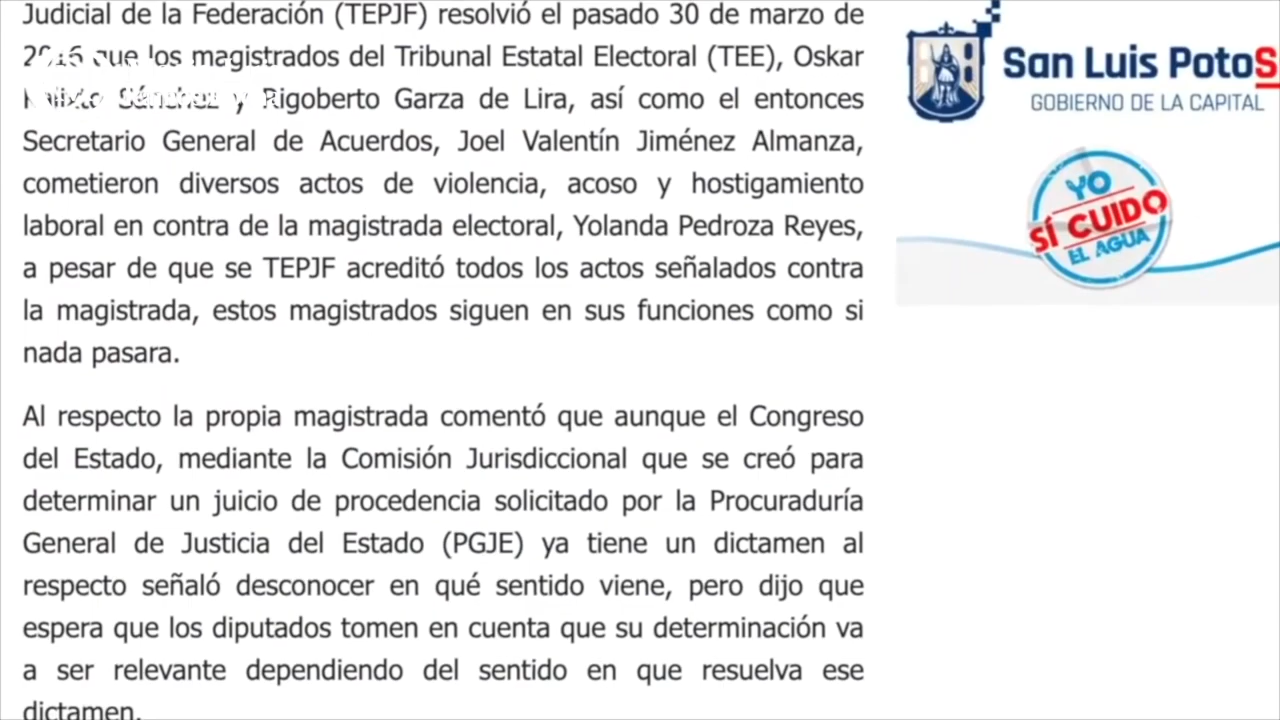 Judicial de la Federación (TEPJF) resolvió el pasado 30 de marzo de
que los magistrados del Tribunal Estatal Electoral (TEE), Oskar
Sánchez y Rigoberto Garza de Lira, así como el entonces
Secretario General de Acuerdos, Joel Valentín Jiménez Almanza,
cometieron diversos actos de violencia, acoso y hostigamiento
laboral en contra de la magistrada electoral, Yolanda Pedroza Reyes,
a pesar de que se TEPJF acreditó todos los actos señalados contra
la magistrada, estos magistrados siguen en sus funciones como si
nada pasara.
Al respecto la propia magistrada comentó que aunque el Congreso
del Estado, mediante la Comisión Jurisdiccional que se creó para
determinar un juicio de procedencia solicitado por la Procuraduría
General de Justicia del Estado (PGJE) ya tiene un dictamen al
respecto señaló desconocer en qué sentido viene, pero dijo que
espera que los diputados tomen en cuenta que su determinación va
a ser relevante dependiendo del sentido en que resuelva ese
dictamen.
San Luis PotoS
GOBIERNO DE LA CAPITAL
YO
SÍ CUIDO
EL AGUA